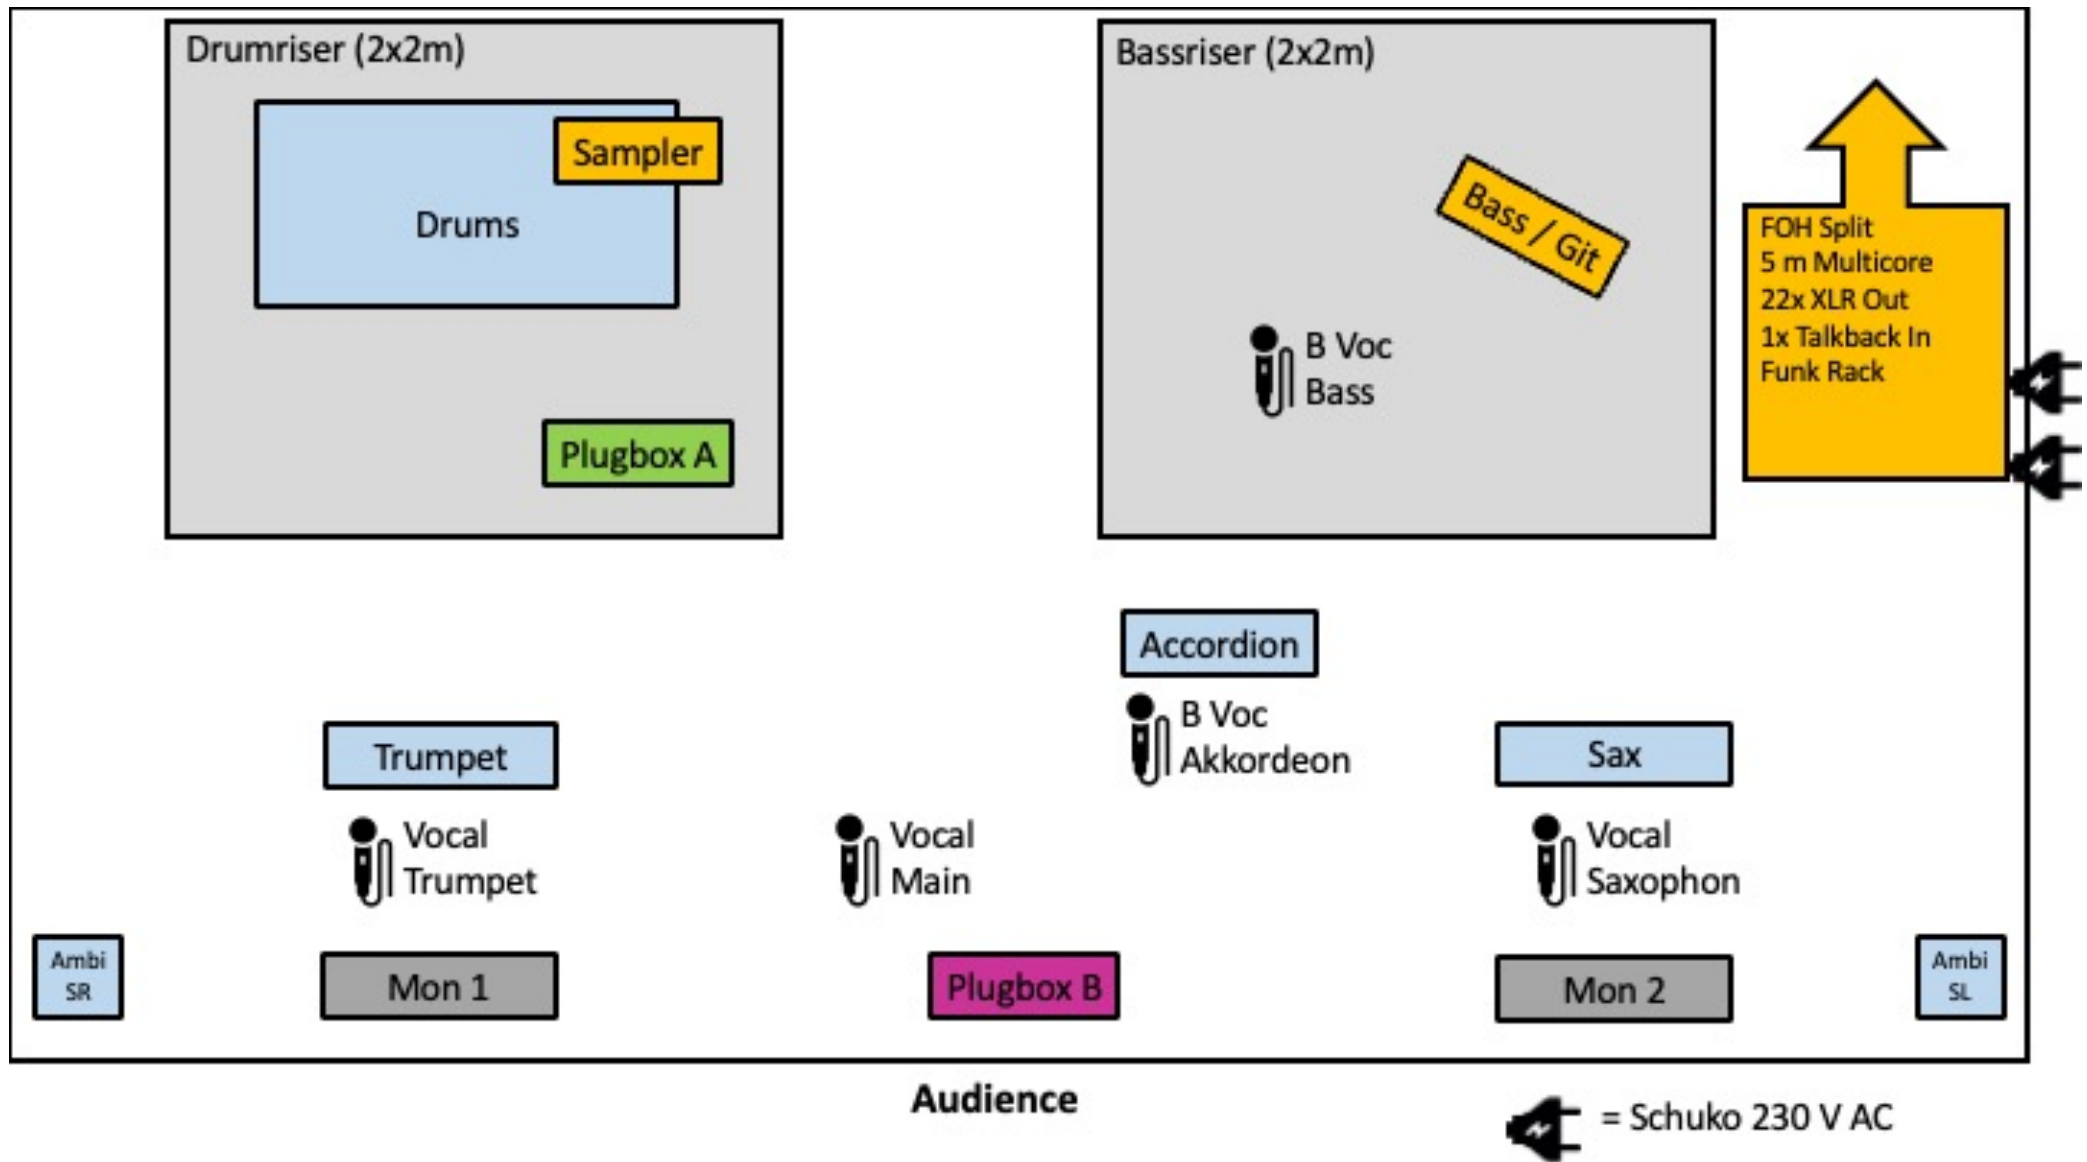 Drumriser (2x2m)
Sampler
Drums
Plugbox A
Bassriser (2x2m)
Bass / Git
B Voc
Bass
FOH Split
5 m Multicore
22x XLR Out
1x Talkback In
Funk Rack
Accordion
B Voc
Akkordeon
Trumpet
Vocal
Trumpet
Vocal
Main
Sax
Vocal
Saxophon
Ambi
SR
Mon 1
Plugbox B
Mon 2
Ambi
SL
Audience
= Schuko 230 V AC